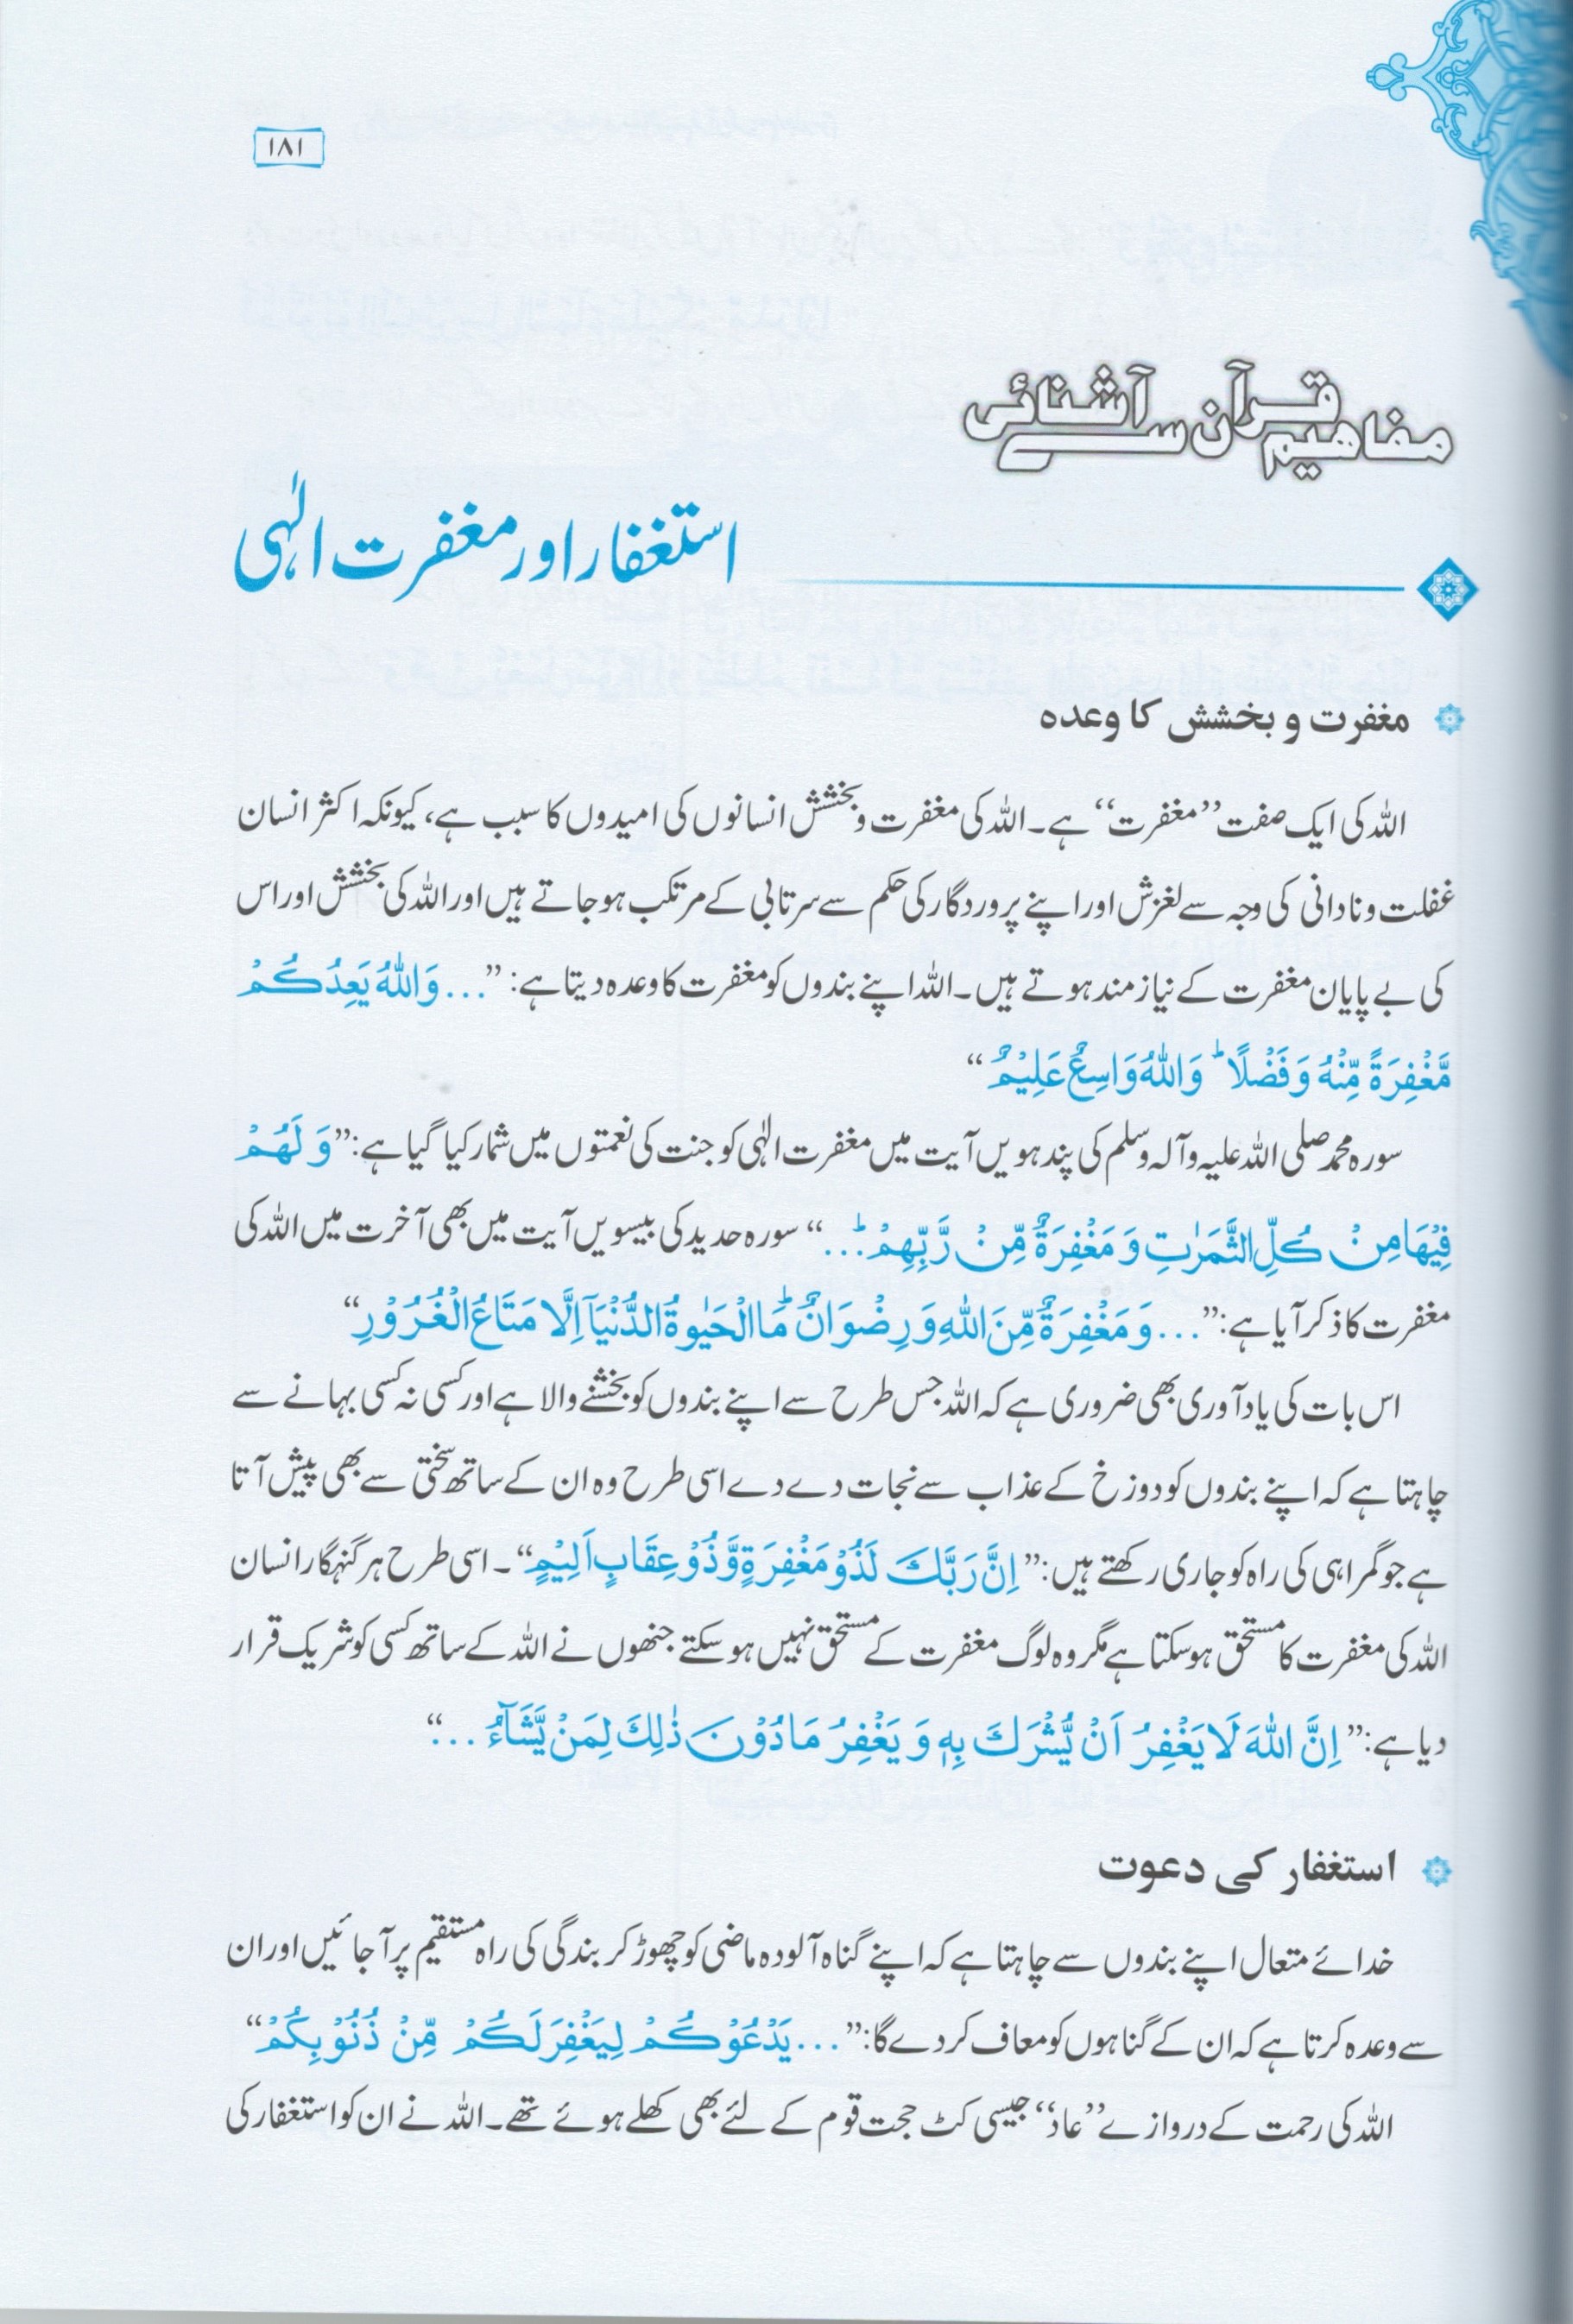 ۱۸۱
مفاهیم قرآن سے آشنائی
استغفار اور مغفرت الٰہی
مغفرت و بخشش کا وعدہ
اللہ کی ایک صفت ’’مغفرت‘‘ ہے۔ اللہ کی مغفرت و بخشش انسانوں کی امیدوں کا سبب ہے، کیونکہ اکثر انسان
غفلت و نادانی کی وجہ سے لغزش اور اپنے پروردگار کی حکم سے سرتابی کے مرتکب ہو جاتے ہیں اور اللہ کی بخشش اور اس
کی بے پایان مغفرت کے نیاز مند ہوتے ہیں۔ اللہ اپنے بندوں کو مغفرت کا وعدہ دیتا ہے: ’’...وَاللّٰهُ يَعِدُكُمْ
مَّغْفِرَةً مِّنْهُ وَفَضْلًا ؕ وَاللّٰهُ وَاسِعٌ عَلِيْمٌ‘‘
سورہ محمد صلی اللہ علیہ وآلہ وسلم کی پندہویں آیت میں مغفرت الٰہی کو جنت کی نعمتوں میں شمار کیا گیا ہے: ’’وَ لَهُمْ
فِيْهَا مِنْ كُلِّ الثَّمَرٰتِ وَ مَغْفِرَةٌ مِّنْ رَّبِّهِمْ ؕ...‘‘ سورہ حدید کی بیسویں آیت میں بھی آخرت میں اللہ کی
مغفرت کا ذکر آیا ہے: ’’...وَ مَغْفِرَةٌ مِّنَ اللّٰهِ وَ رِضْوَانٌ ؕ مَا الْحَيٰوةُ الدُّنْيَاۤ اِلَّا مَتَاعُ الْغُرُوْرِ‘‘
اس بات کی یاد آوری بھی ضروری ہے کہ اللہ جس طرح سے اپنے بندوں کو بخشنے والا ہے اور کسی نہ کسی بہانے سے
چاہتا ہے کہ اپنے بندوں کو دوزخ کے عذاب سے نجات دے دے اسی طرح وہ ان کے ساتھ سختی سے بھی پیش آتا
ہے جو گمراہی کی راہ کو جاری رکھتے ہیں: ’’اِنَّ رَبَّكَ لَذُوْ مَغْفِرَةٍ وَّذُوْ عِقَابٍ اَلِيْمٍ‘‘۔ اسی طرح ہر گنہگار انسان
اللہ کی مغفرت کا مستحق ہو سکتا ہے مگر وہ لوگ مغفرت کے مستحق نہیں ہو سکتے جنھوں نے اللہ کے ساتھ کسی کو شریک قرار
دیا ہے: ’’اِنَّ اللّٰهَ لَا يَغْفِرُ اَنْ يُّشْرَكَ بِهٖ وَ يَغْفِرُ مَا دُوْنَ ذٰلِكَ لِمَنْ يَّشَآءُ ...‘‘
استغفار کی دعوت
خدائے متعال اپنے بندوں سے چاہتا ہے کہ اپنے گناہ آلودہ ماضی کو چھوڑ کر بندگی کی راہ مستقیم پر آ جائیں اور ان
سے وعدہ کرتا ہے کہ ان کے گناہوں کو معاف کر دے گا: ’’...يَدْعُوْكُمْ لِيَغْفِرَ لَكُمْ مِّنْ ذُنُوْبِكُمْ‘‘
اللہ کی رحمت کے دروازے ’’عاد‘‘ جیسی کٹ حجت قوم کے لئے بھی کھلے ہوئے تھے۔ اللہ نے ان کو استغفار کی